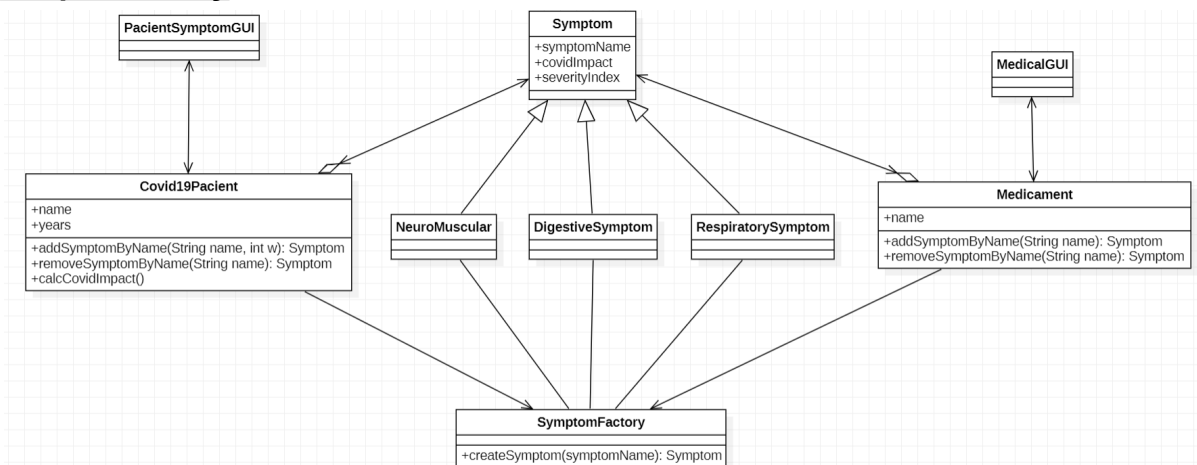 PacientSymptomGUI
Symptom
+symptomName
+covidImpact
+severityIndex
MedicalGUI
Covid19Pacient
+name
+years
+addSymptomByName(String name, int w): Symptom
+removeSymptomByName(String name): Symptom
+calcCovidImpact()
NeuroMuscular
DigestiveSymptom
RespiratorySymptom
Medicament
+name
+addSymptomByName(String name): Symptom
+removeSymptomByName(String name): Symptom
SymptomFactory
+createSymptom(symptomName): Symptom